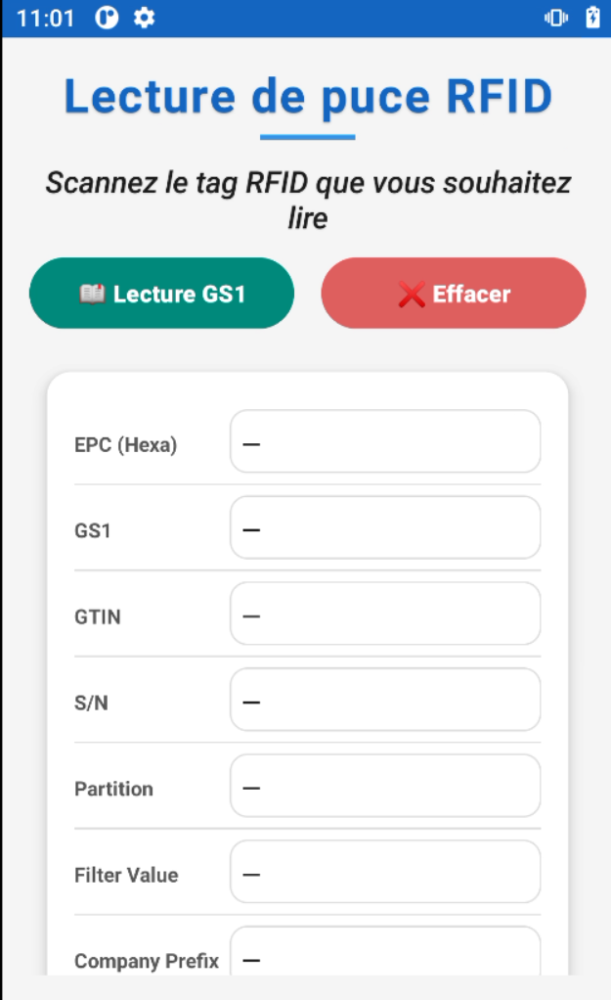 11:01
Lecture de puce RFID
Scannez le tag RFID que vous souhaitez
lire
📖 Lecture GS1
❌ Effacer
EPC (Hexa) —
GS1 —
GTIN —
S/N —
Partition —
Filter Value —
Company Prefix —